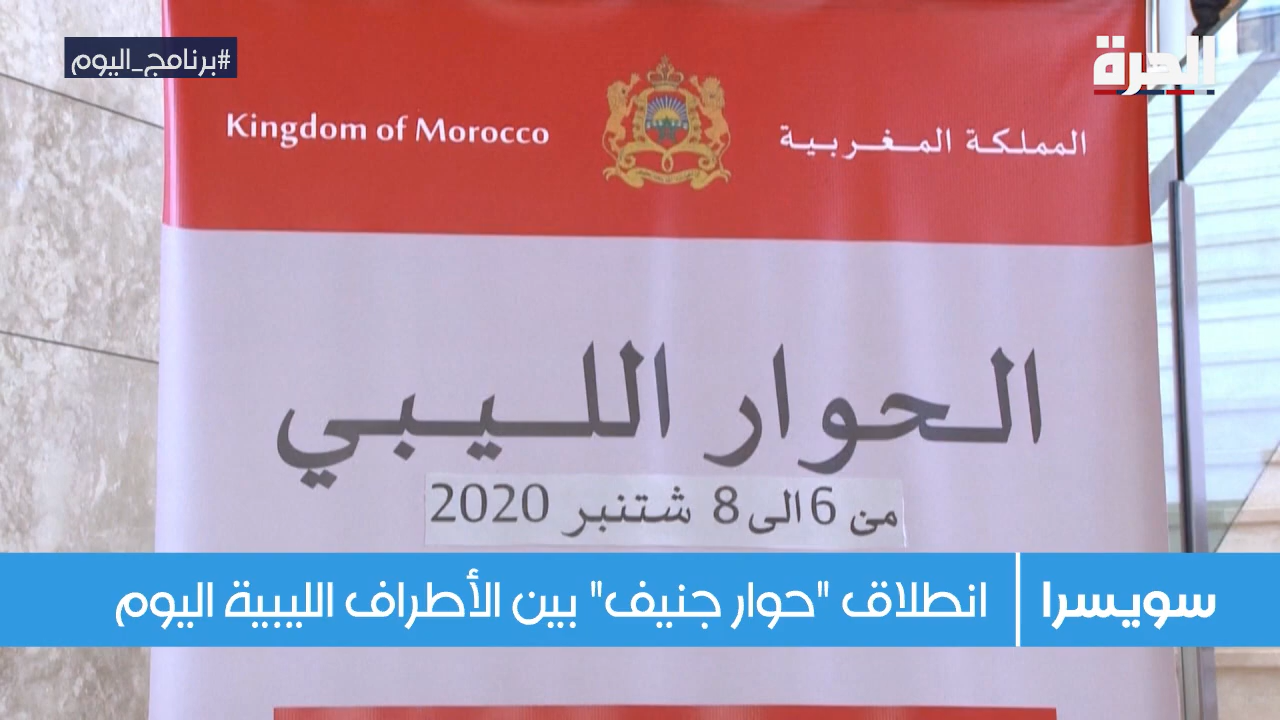 #برنامج_اليوم
الحرة
Kingdom of Morocco
المملكة المغربية
الحوار الليبي
من 6 الى 8 شتنبر 2020
سويسرا
انطلاق "حوار جنيف" بين الأطراف الليبية اليوم